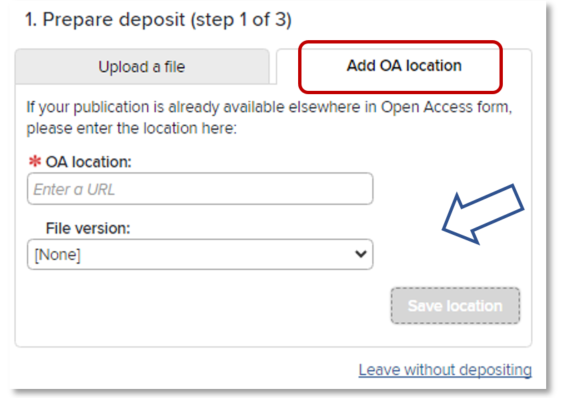 1. Prepare deposit (step 1 of 3)
Upload a file
Add OA location
If your publication is already available elsewhere in Open Access form,
please enter the location here:
* OA location:
Enter a URL
File version:
[None]
Save location
Leave without depositing